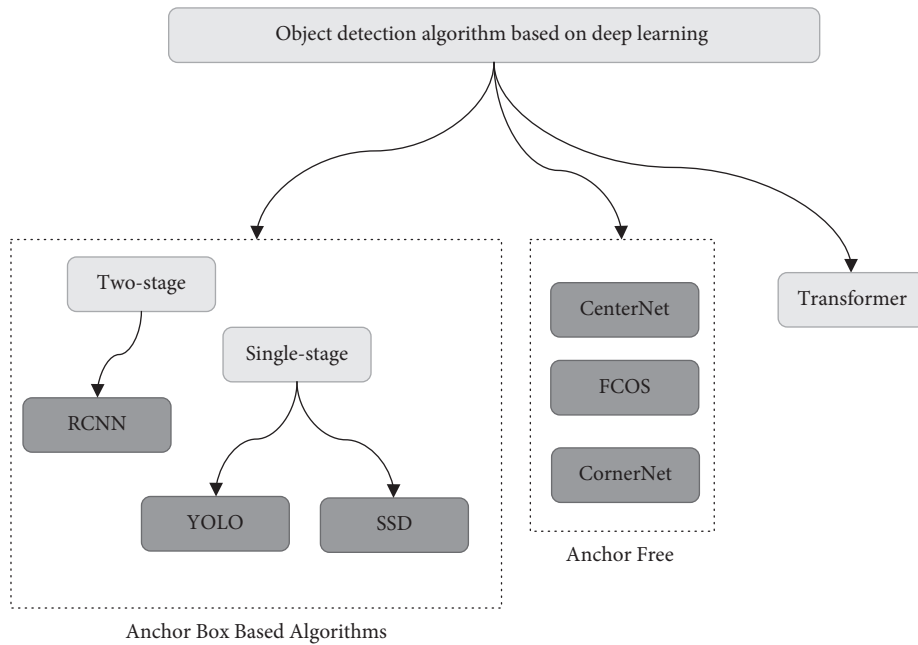 Object detection algorithm based on deep learning
Two-stage
Single-stage
RCNN
YOLO
SSD
Anchor Box Based Algorithms
CenterNet
FCOS
CornerNet
Anchor Free
Transformer